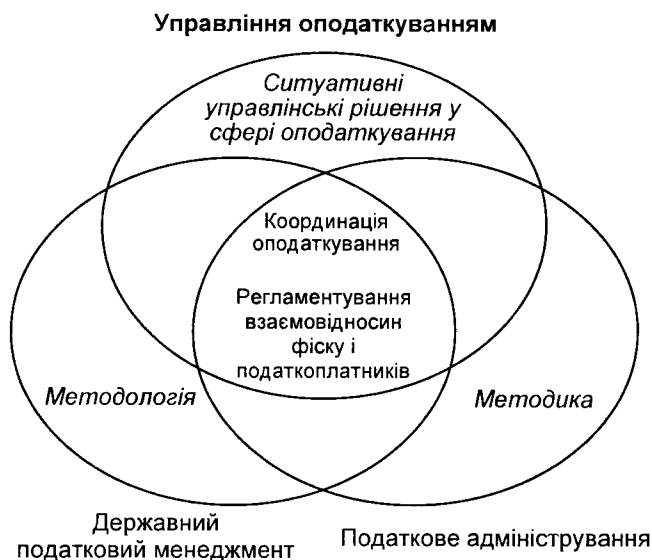 Управління оподаткуванням
Ситуативні
управлінські рішення у
сфері оподаткування
Координація
оподаткування
Регламентування
взаємовідносин
фіску і
податкоплатників
Методологія
Методика
Державний
податковий менеджмент
Податкове адміністрування